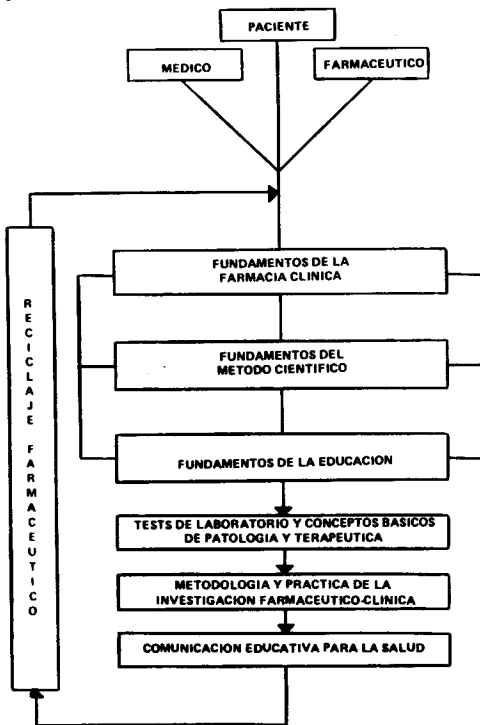 PACIENTE
MEDICO
FARMACEUTICO
FUNDAMENTOS DE LA
FARMACIA CLINICA
RECICLAJE FARMACEUTICO
FUNDAMENTOS DEL
METODO CIENTIFICO
FUNDAMENTOS DE LA EDUCACION
TESTS DE LABORATORIO Y CONCEPTOS BASICOS
DE PATOLOGIA Y TERAPEUTICA
METODOLOGIA Y PRACTICA DE LA
INVESTIGACION FARMACEUTICO-CLINICA
COMUNICACION EDUCATIVA PARA LA SALUD